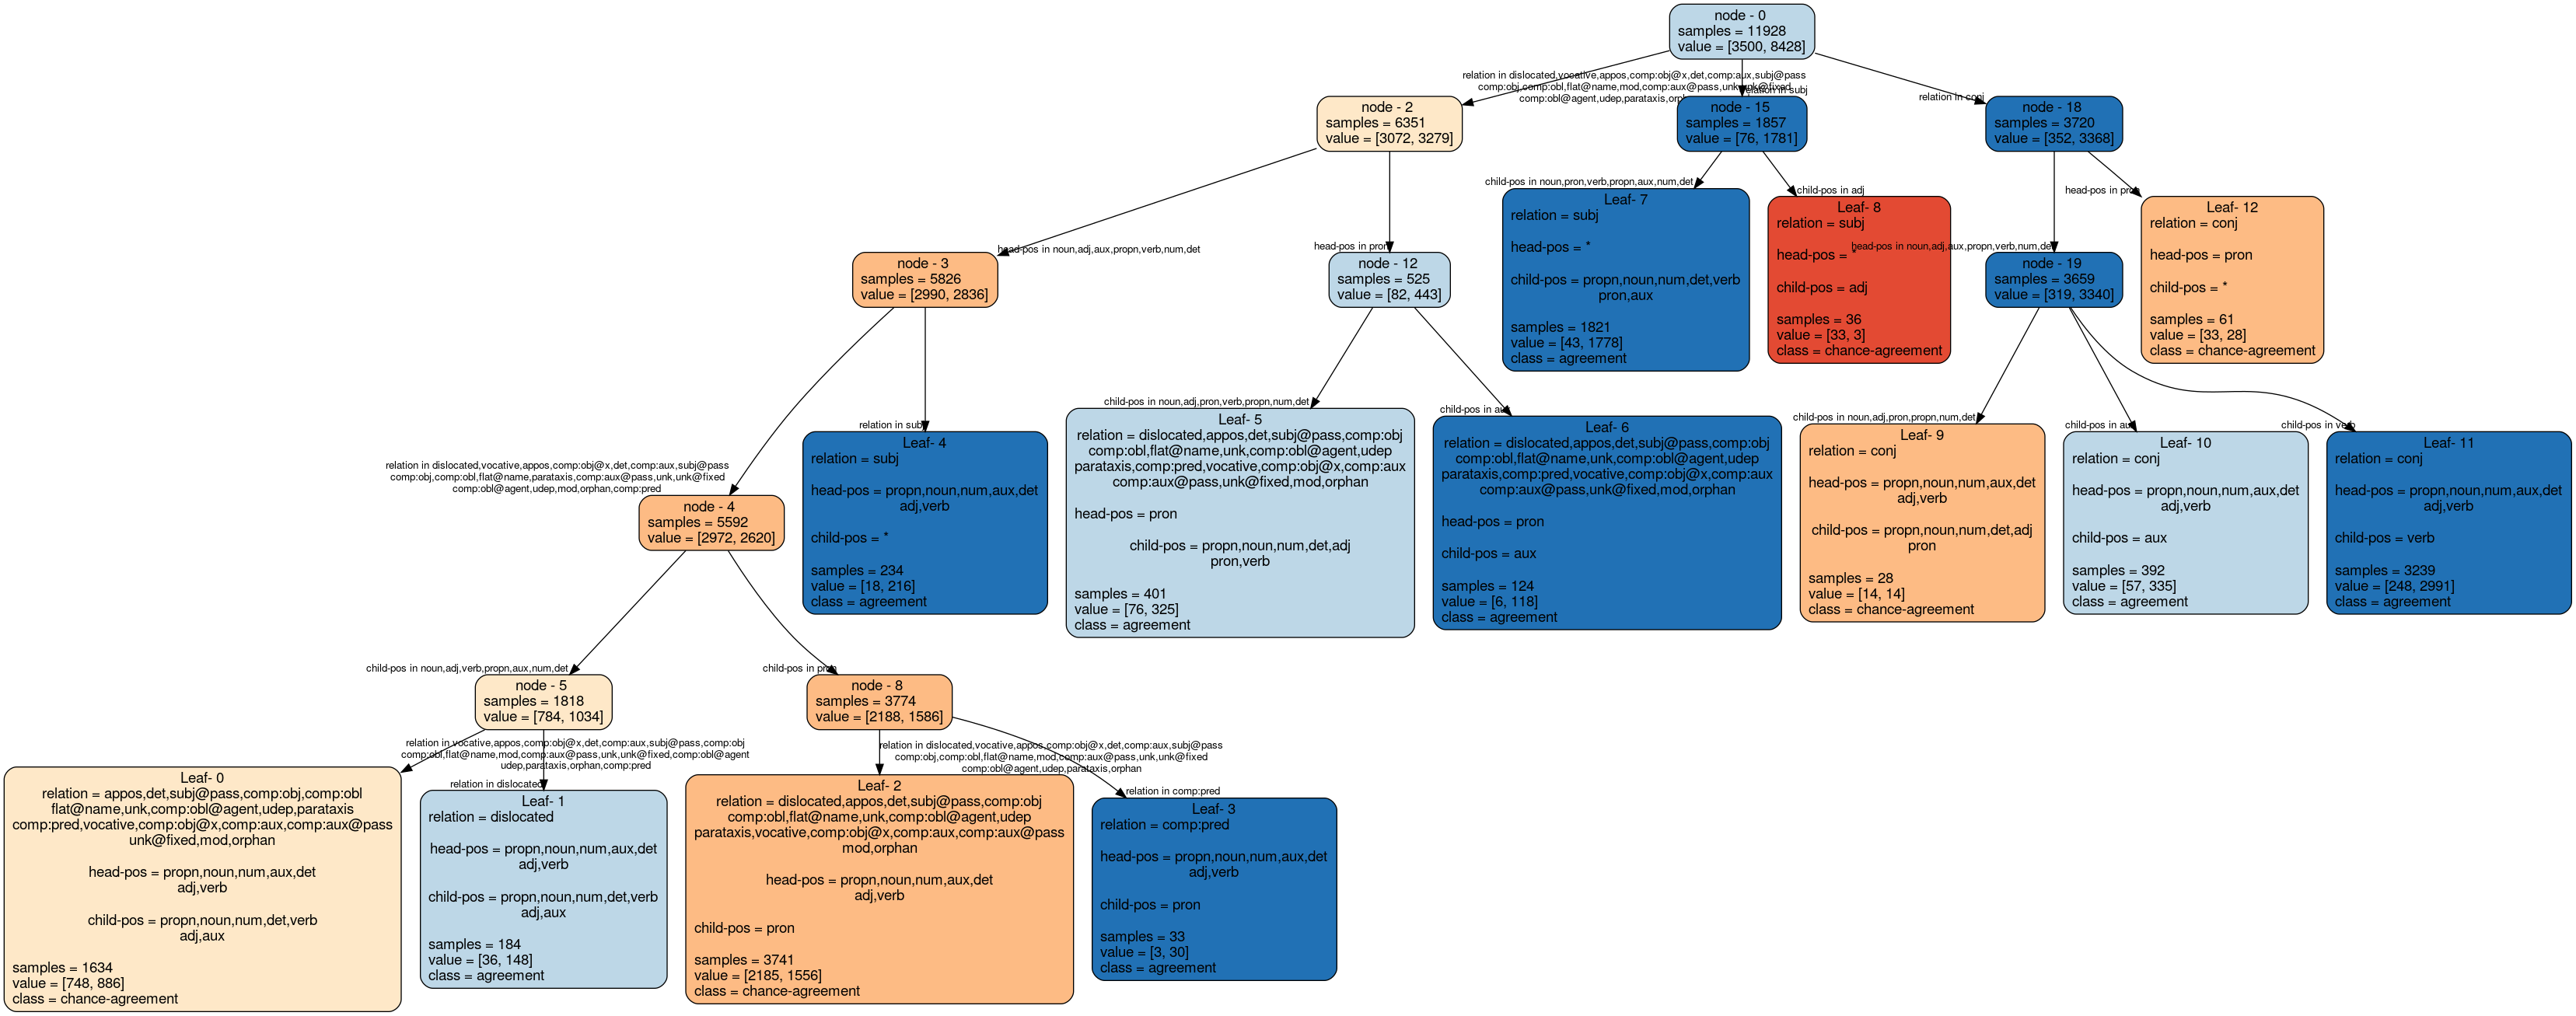 node - 0
samples = 11928
value = [3500, 8428]
relation in dislocated,vocative,appos,comp:obj@x,det,comp:aux,subj@pass
comp:obj,comp:obl,flat@name,mod,comp:aux@pass,unk,unk@fixed
comp:obl@agent,udep,parataxis,orphan
relation in subj
relation in conj
node - 2
samples = 6351
value = [3072, 3279]
node - 15
samples = 1857
value = [76, 1781]
node - 18
samples = 3720
value = [352, 3368]
head-pos in noun,adj,aux,propn,verb,num,det
head-pos in pron
child-pos in noun,pron,verb,propn,aux,num,det
child-pos in adj
head-pos in noun,adj,aux,propn,verb,num,det
head-pos in pron
node - 3
samples = 5826
value = [2990, 2836]
node - 12
samples = 525
value = [82, 443]
Leaf- 7
relation = subj
head-pos = *
child-pos = propn,noun,num,det,verb
pron,aux
samples = 1821
value = [43, 1778]
class = agreement
Leaf- 8
relation = subj
head-pos = *
child-pos = adj
samples = 36
value = [33, 3]
class = chance-agreement
node - 19
samples = 3659
value = [319, 3340]
Leaf- 12
relation = conj
head-pos = pron
child-pos = *
samples = 61
value = [33, 28]
class = chance-agreement
relation in dislocated,vocative,appos,comp:obj@x,det,comp:aux,subj@pass
comp:obj,comp:obl,flat@name,parataxis,comp:aux@pass,unk,unk@fixed
comp:obl@agent,udep,mod,orphan,comp:pred
relation in subj
child-pos in noun,adj,pron,verb,propn,num,det
child-pos in aux
child-pos in noun,adj,pron,propn,num,det
child-pos in aux
child-pos in verb
node - 4
samples = 5592
value = [2972, 2620]
Leaf- 4
relation = subj
head-pos = propn,noun,num,aux,det
adj,verb
child-pos = *
samples = 234
value = [18, 216]
class = agreement
Leaf- 5
relation = dislocated,appos,det,subj@pass,comp:obj
comp:obl,flat@name,unk,comp:obl@agent,udep
parataxis,comp:pred,vocative,comp:obj@x,comp:aux
comp:aux@pass,unk@fixed,mod,orphan
head-pos = pron
child-pos = propn,noun,num,det,adj
pron,verb
samples = 401
value = [76, 325]
class = agreement
Leaf- 6
relation = dislocated,appos,det,subj@pass,comp:obj
comp:obl,flat@name,unk,comp:obl@agent,udep
parataxis,comp:pred,vocative,comp:obj@x,comp:aux
comp:aux@pass,unk@fixed,mod,orphan
head-pos = pron
child-pos = aux
samples = 124
value = [6, 118]
class = agreement
Leaf- 9
relation = conj
head-pos = propn,noun,num,aux,det
adj,verb
child-pos = propn,noun,num,det,adj
pron
samples = 28
value = [14, 14]
class = chance-agreement
Leaf- 10
relation = conj
head-pos = propn,noun,num,aux,det
adj,verb
child-pos = aux
samples = 392
value = [57, 335]
class = agreement
Leaf- 11
relation = conj
head-pos = propn,noun,num,aux,det
adj,verb
child-pos = verb
samples = 3239
value = [248, 2991]
class = agreement
child-pos in noun,adj,verb,propn,aux,num,det
child-pos in pron
node - 5
samples = 1818
value = [784, 1034]
node - 8
samples = 3774
value = [2188, 1586]
relation in vocative,appos,comp:obj@x,det,comp:aux,subj@pass,comp:obj
comp:obl,flat@name,mod,comp:aux@pass,unk,unk@fixed,comp:obl@agent
udep,parataxis,orphan,comp:pred
relation in dislocated
relation in dislocated,vocative,appos,comp:obj@x,det,comp:aux,subj@pass
comp:obj,comp:obl,flat@name,mod,comp:aux@pass,unk,unk@fixed
comp:obl@agent,udep,parataxis,orphan
relation in comp:pred
Leaf- 0
relation = appos,det,subj@pass,comp:obj,comp:obl
flat@name,unk,comp:obl@agent,udep,parataxis
comp:pred,vocative,comp:obj@x,comp:aux,comp:aux@pass
unk@fixed,mod,orphan
head-pos = propn,noun,num,aux,det
adj,verb
child-pos = propn,noun,num,det,verb
adj,aux
samples = 1634
value = [748, 886]
class = chance-agreement
Leaf- 1
relation = dislocated
head-pos = propn,noun,num,aux,det
adj,verb
child-pos = propn,noun,num,det,verb
adj,aux
samples = 184
value = [36, 148]
class = agreement
Leaf- 2
relation = dislocated,appos,det,subj@pass,comp:obj
comp:obl,flat@name,unk,comp:obl@agent,udep
parataxis,vocative,comp:obj@x,comp:aux,comp:aux@pass
mod,orphan
head-pos = propn,noun,num,aux,det
adj,verb
child-pos = pron
samples = 3741
value = [2185, 1556]
class = chance-agreement
Leaf- 3
relation = comp:pred
head-pos = propn,noun,num,aux,det
adj,verb
child-pos = pron
samples = 33
value = [3, 30]
class = agreement